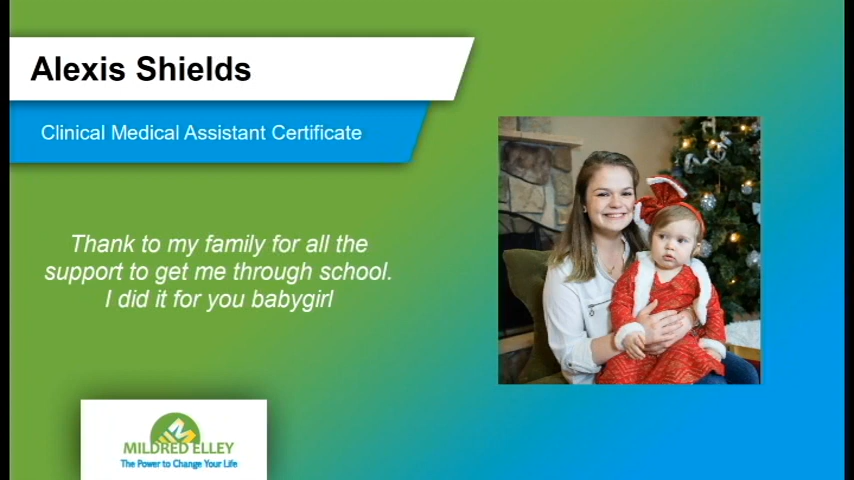 Alexis Shields
Clinical Medical Assistant Certificate
Thank to my family for all the
support to get me through school.
I did it for you babygirl
MILDRED ELLEY
The Power to Change Your Life